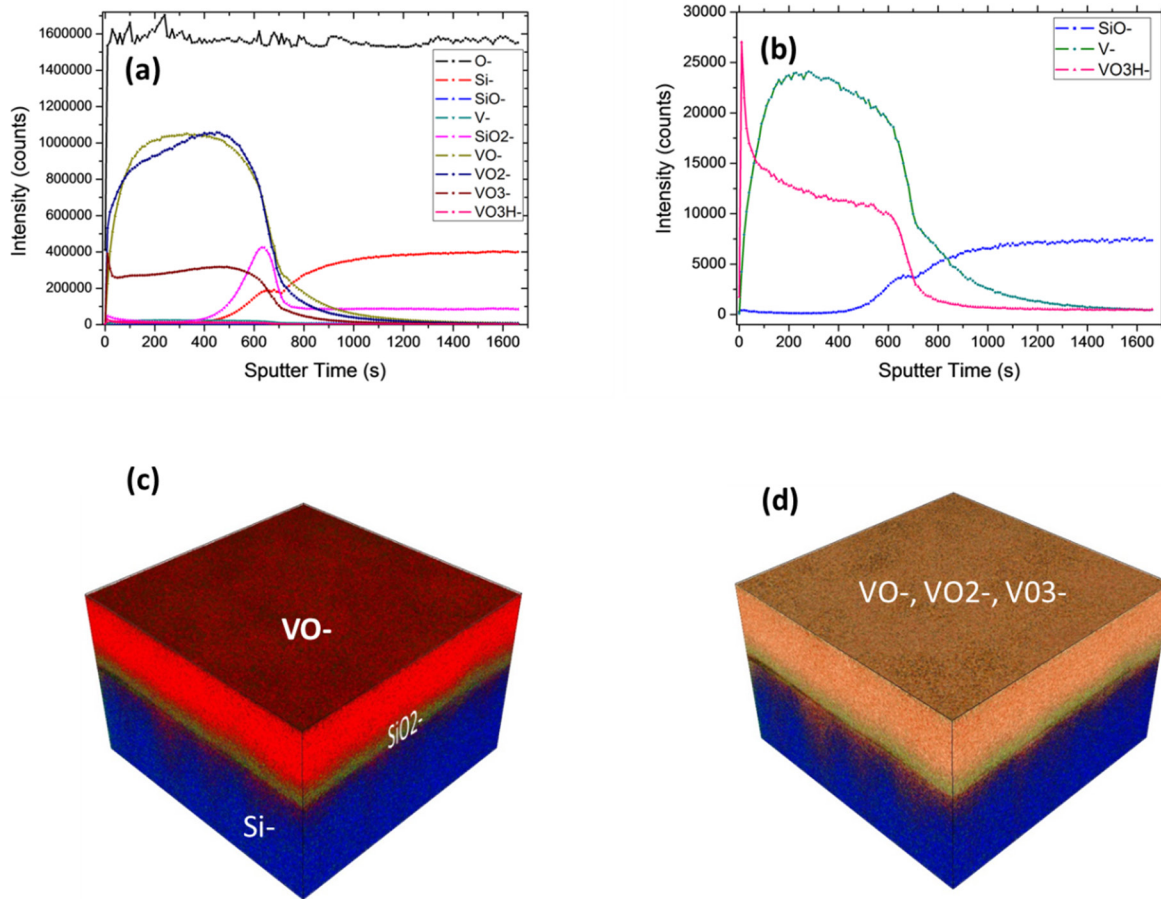 (a)
Intensity (counts)
1600000
1400000
1200000
1000000
800000
600000
400000
200000
0
0 200 400 600 800 1000 1200 1400 1600
Sputter Time (s)
O-
Si-
SiO-
V-
SiO2-
VO-
VO2-
VO3-
VO3H-
(b)
Intensity (counts)
30000
25000
20000
15000
10000
5000
0
0 200 400 600 800 1000 1200 1400 1600
Sputter Time (s)
SiO-
V-
VO3H-
(c)
VO-
SiO2-
Si-
(d)
VO-, VO2-, V03-